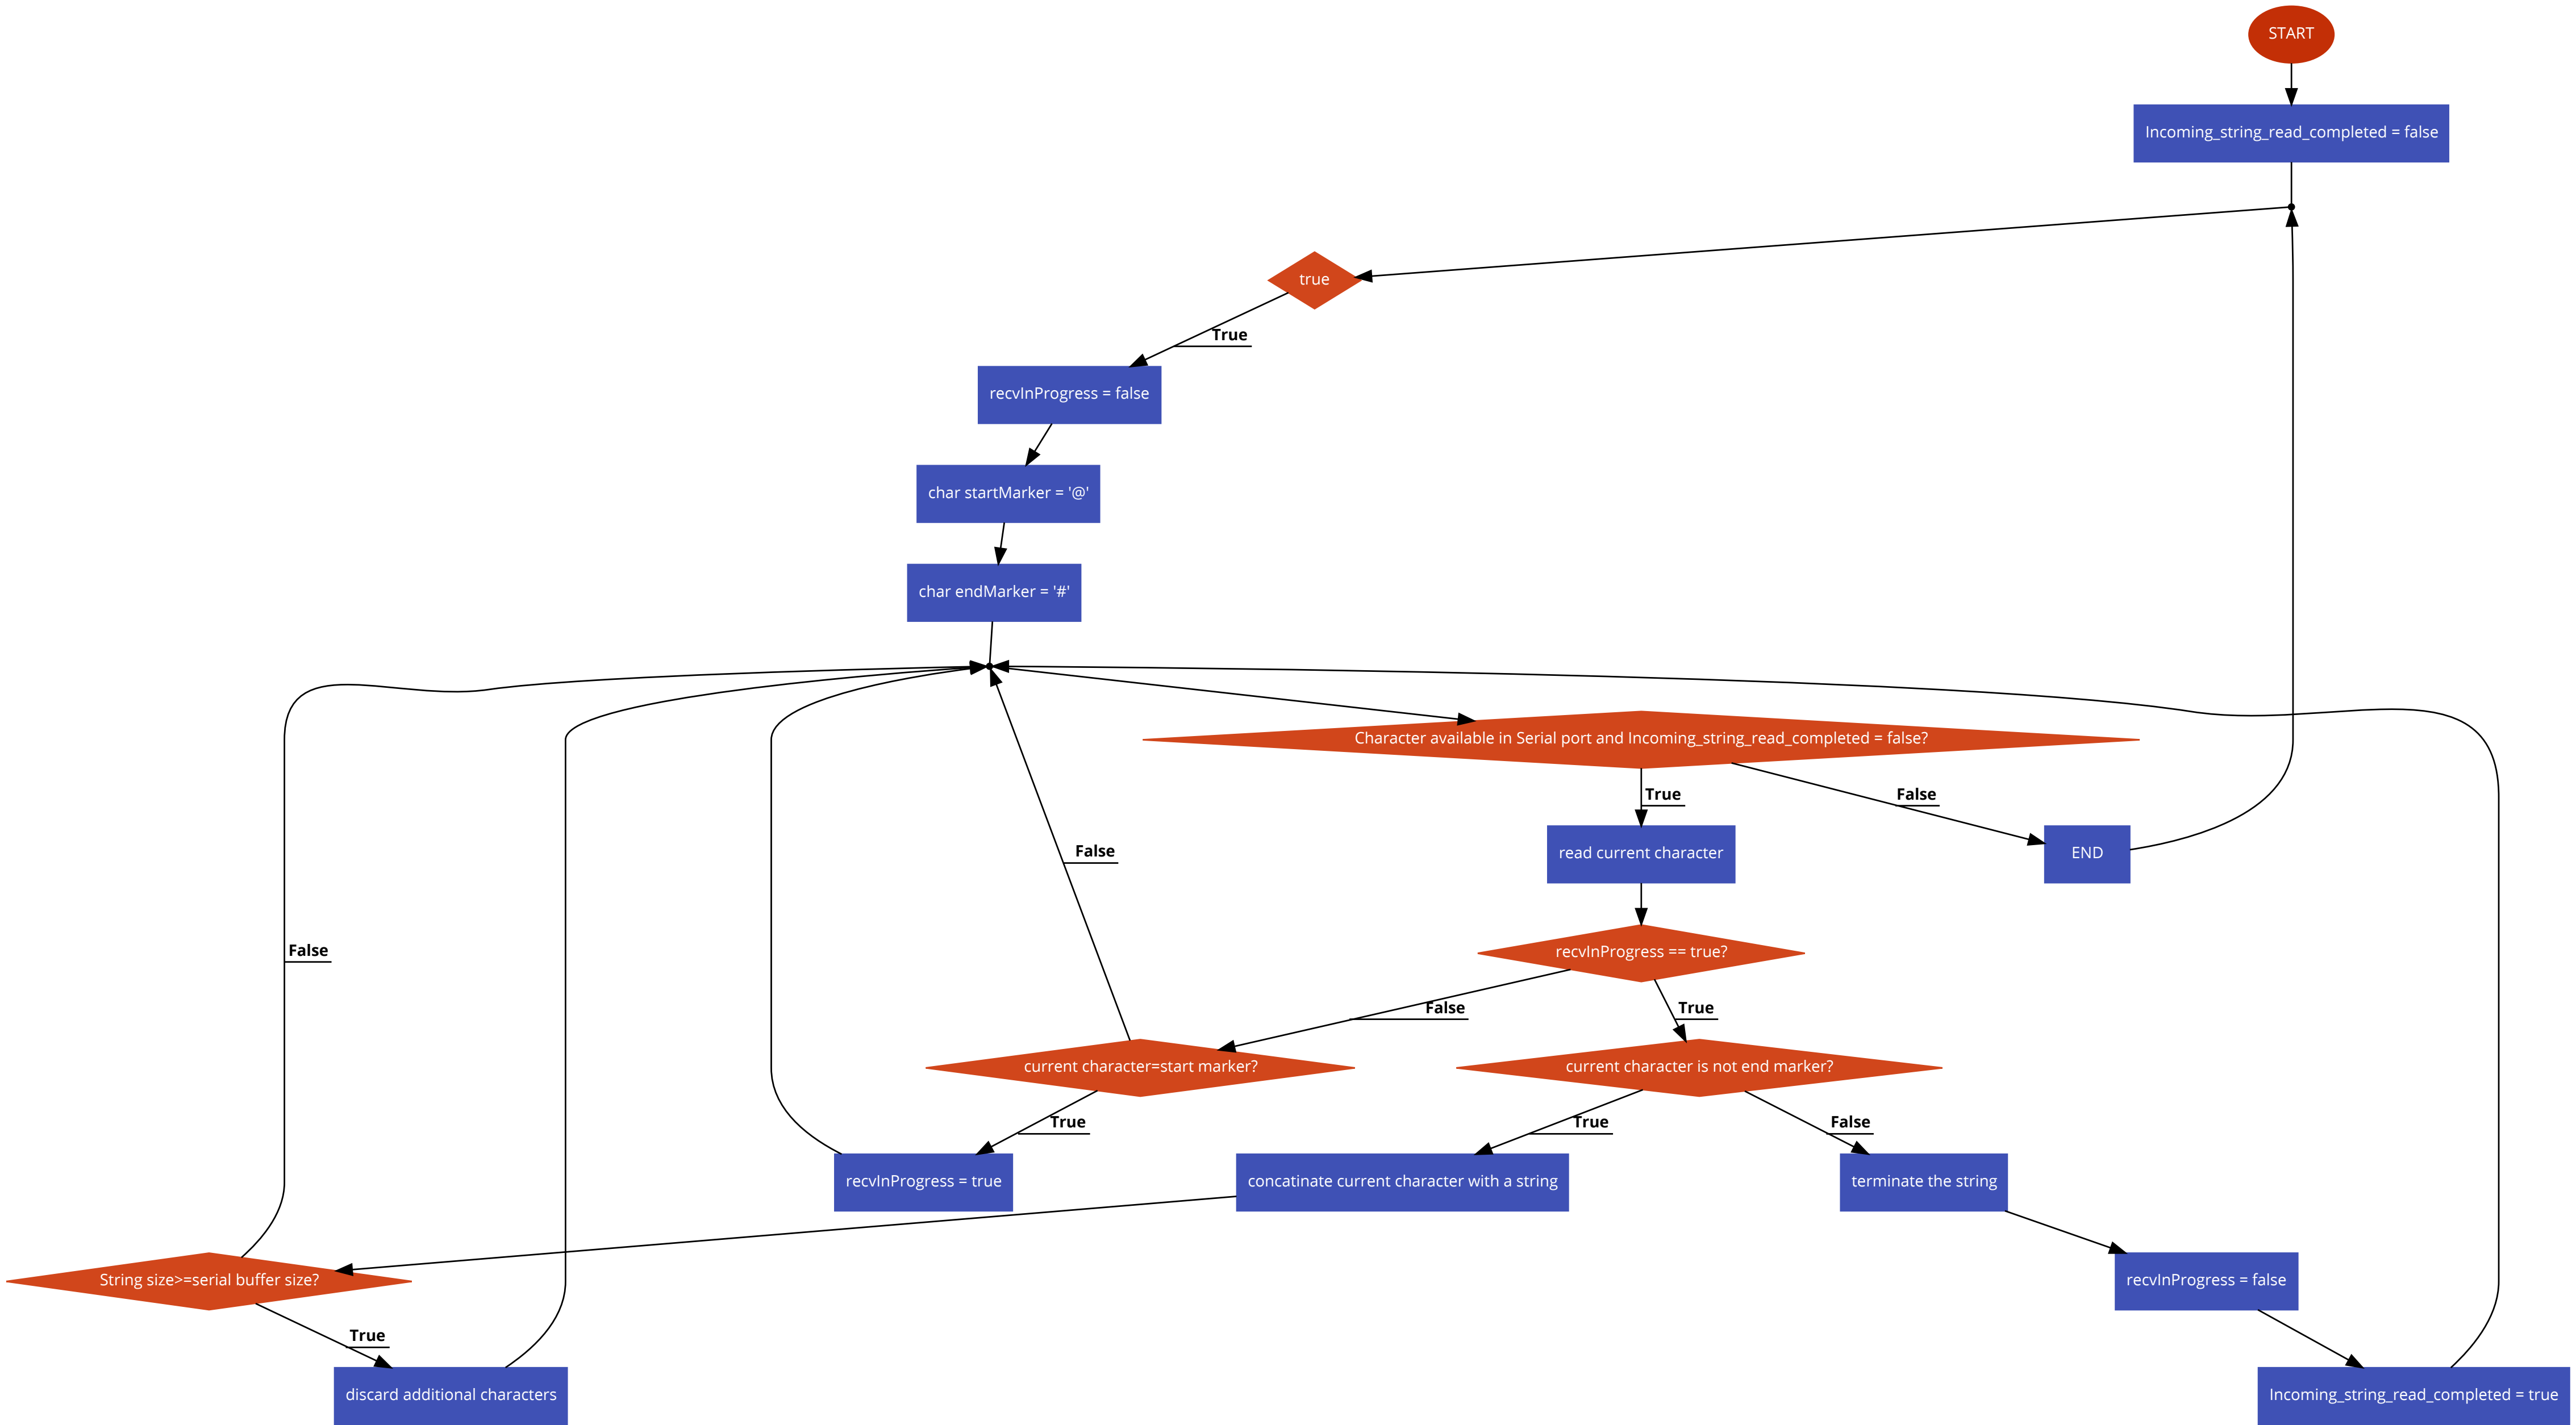 START
Incoming_string_read_completed = false
true
True
recvInProgress = false
char startMarker = '@'
char endMarker = '#'
Character available in Serial port and Incoming_string_read_completed = false?
True
False
read current character
END
False
False
recvInProgress == true?
False
True
current character=start marker?
current character is not end marker?
True
True
False
recvInProgress = true
concatinate current character with a string
terminate the string
String size>=serial buffer size?
recvInProgress = false
True
discard additional characters
Incoming_string_read_completed = true